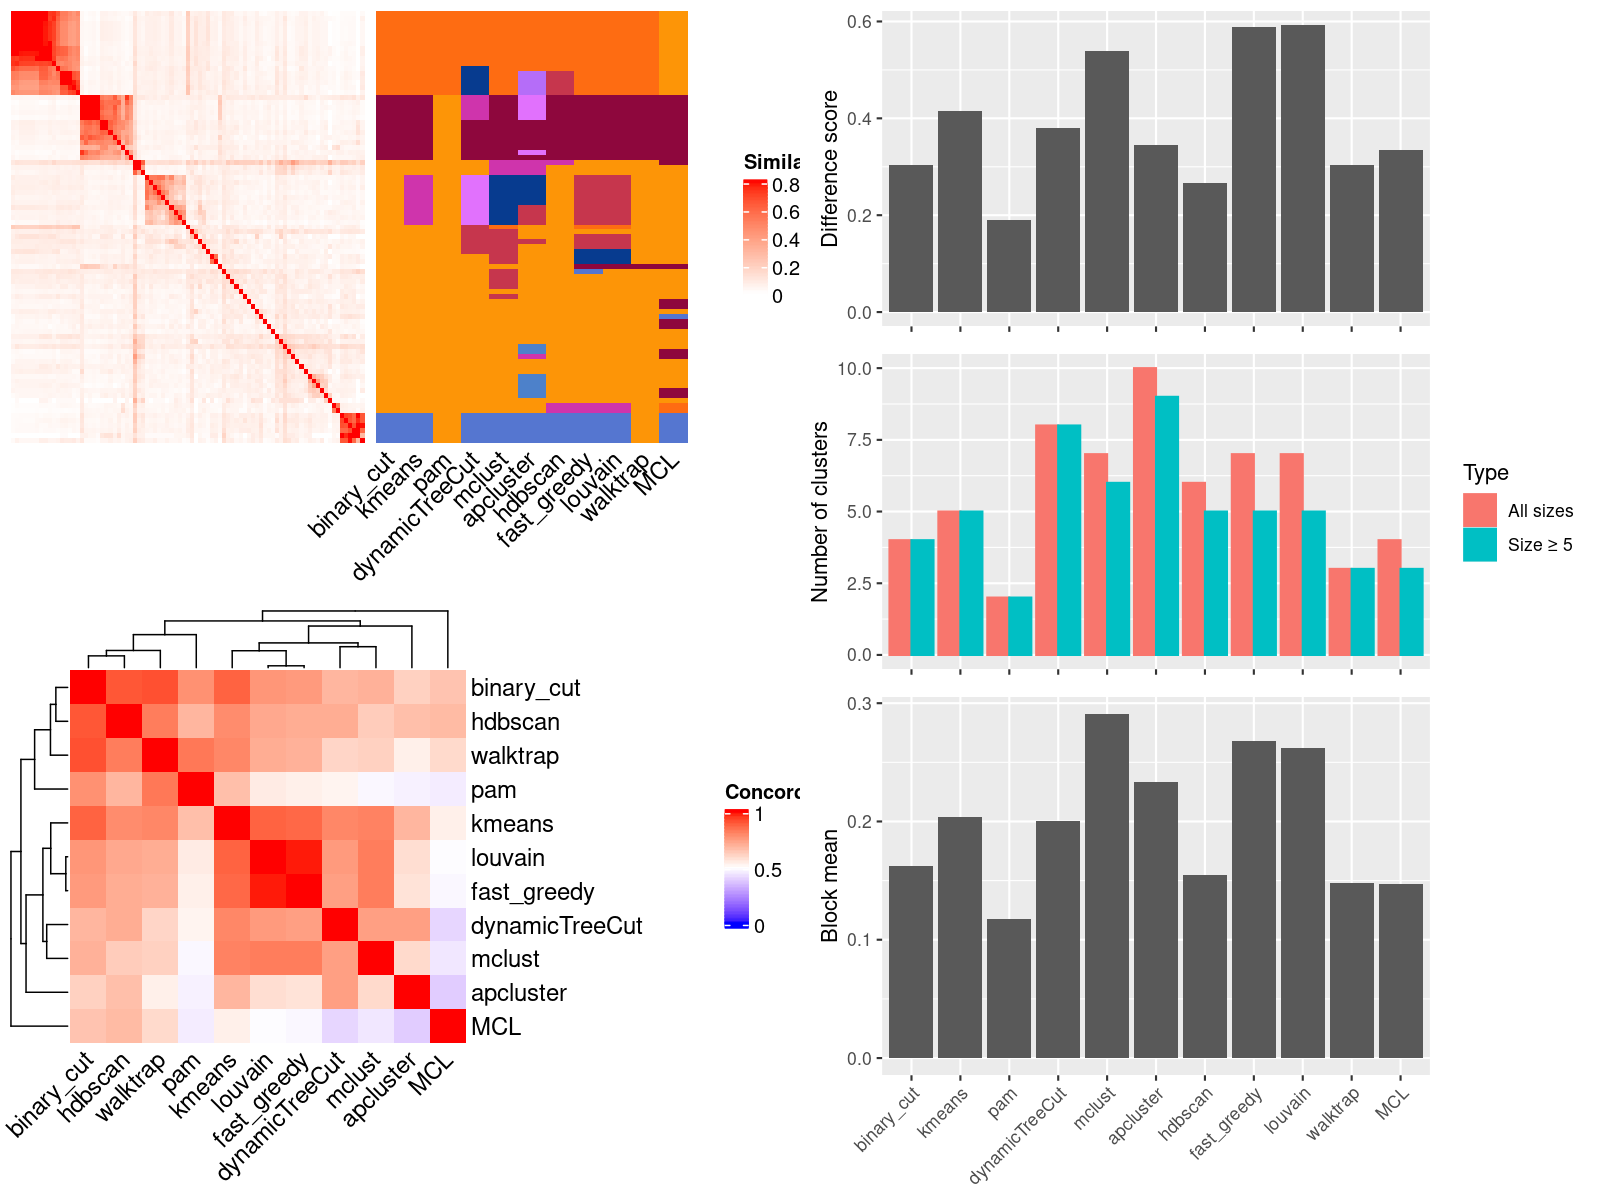 Simila
0.8
0.6
0.4
0.2
0
binary_cut
kmeans
pam
dynamicTreeCut
mclust
apcluster
hdbscan
fast_greedy
louvain
walktrap
MCL
binary_cut
hdbscan
walktrap
pam
kmeans
louvain
fast_greedy
dynamicTreeCut
mclust
apcluster
MCL
binary_cut
hdbscan
walktrap
pam
kmeans
louvain
fast_greedy
dynamicTreeCut
mclust
apcluster
MCL
Concord
1
0.5
0
Difference score
0.6
0.4
0.2
0.0
Number of clusters
10.0
7.5
5.0
2.5
0.0
Type
All sizes
Size ≥ 5
Block mean
0.3
0.2
0.1
0.0
binary_cut
kmeans
pam
dynamicTreeCut
mclust
apcluster
hdbscan
fast_greedy
louvain
walktrap
MCL